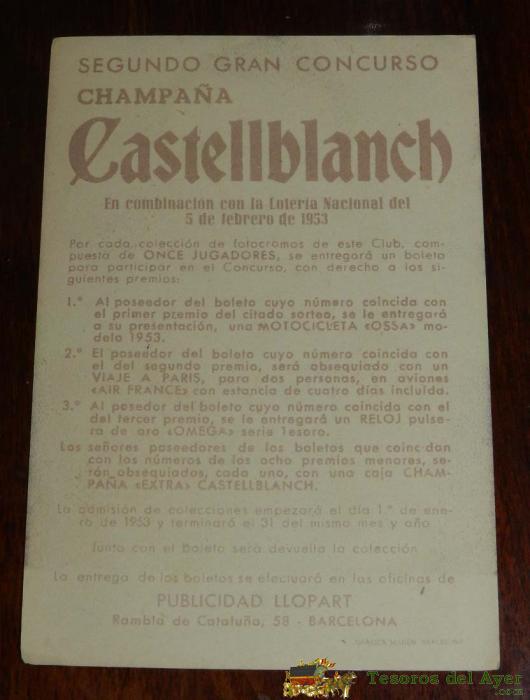 SEGUNDO GRAN CONCURSO
CHAMPAÑA
Castellblanch
En combinación con la Lotería Nacional del
5 de febrero de 1953
Por cada colección de fotocromos de este Club, com-
puesta de ONCE JUGADORES, se entregará un boleto
para participar en el Concurso, con derecho a los si-
guientes premios:
1.º Al poseedor del boleto cuyo número coincida con
el primer premio del citado sorteo, se le entregará
a su presentación, una MOTOCICLETA «OSSA» mo-
delo 1953.
2.º El poseedor del boleto cuyo número coincida con
el del segundo premio, será obsequiado con un
VIAJE A PARIS, para dos personas, en aviones
«AIR FRANCE» con estancia de cuatro días incluída.
3.º Al posedor del boleto cuyo número coincida con el
del tercer premio, se le entregará un RELOJ pulse-
ra de oro «OMEGA» serie Tesoro.
Los señores poseedores de los boletos que coincidan
con los números de los ocho premios menores, se-
rán obsequiados, cada uno, con una caja CHAM-
PAÑA «EXTRA» CASTELLBLANCH.
La admisión de colecciones empezará el día 1.º de ene-
ro de 1953 y terminará el 31 del mismo mes y año
Junto con el boleto será devuelta la colección
La entrega de los boletos se efectuará en las oficinas de
PUBLICIDAD LLOPART
Rambla de Cataluña, 58 - BARCELONA
Tesoros del Ayer
.com